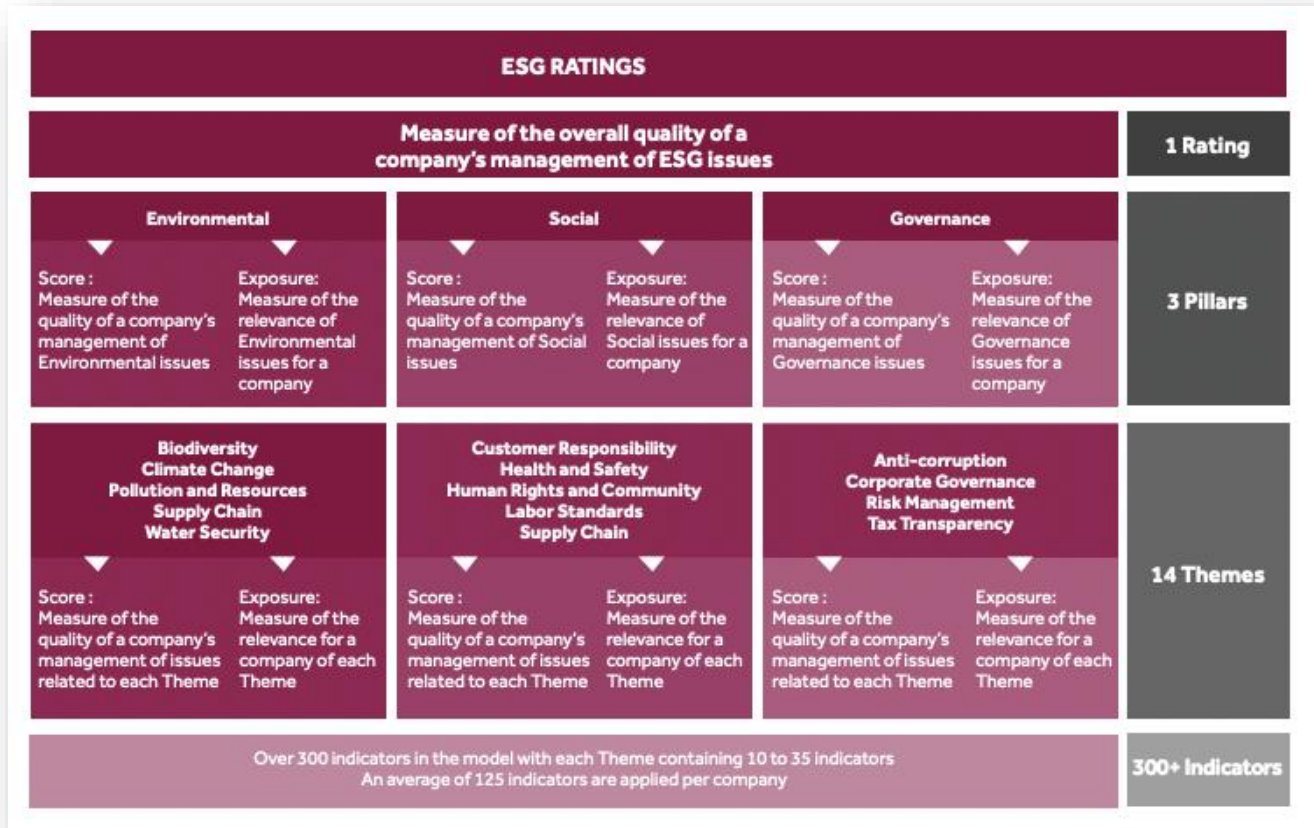 ESG RATINGS
Measure of the overall quality of a
company's management of ESG issues
1 Rating
Environmental
Score :
Measure of the
quality of a company's
management of
Environmental issues
Exposure:
Measure of the
relevance of
Environmental
issues for a
company
Social
Score :
Measure of the
quality of a company's
management of Social
issues
Exposure:
Measure of the
relevance of
Social issues for a
company
Governance
Score :
Measure of the
quality of a company's
management of
Governance issues
Exposure:
Measure of the
relevance of
Governance
issues for a
company
3 Pillars
Biodiversity
Climate Change
Pollution and Resources
Supply Chain
Water Security
Score :
Measure of the
quality of a company's
management of issues
related to each Theme
Exposure:
Measure of the
relevance for a
company of each
Theme
Customer Responsibility
Health and Safety
Human Rights and Community
Labor Standards
Supply Chain
Score :
Measure of the
quality of a company's
management of issues
related to each Theme
Exposure:
Measure of the
relevance for a
company of each
Theme
Anti-corruption
Corporate Governance
Risk Management
Tax Transparency
Score :
Measure of the
quality of a company's
management of issues
related to each Theme
Exposure:
Measure of the
relevance for a
company of each
Theme
14 Themes
Over 300 indicators in the model with each Theme containing 10 to 35 indicators
An average of 125 indicators are applied per company
300+ Indicators